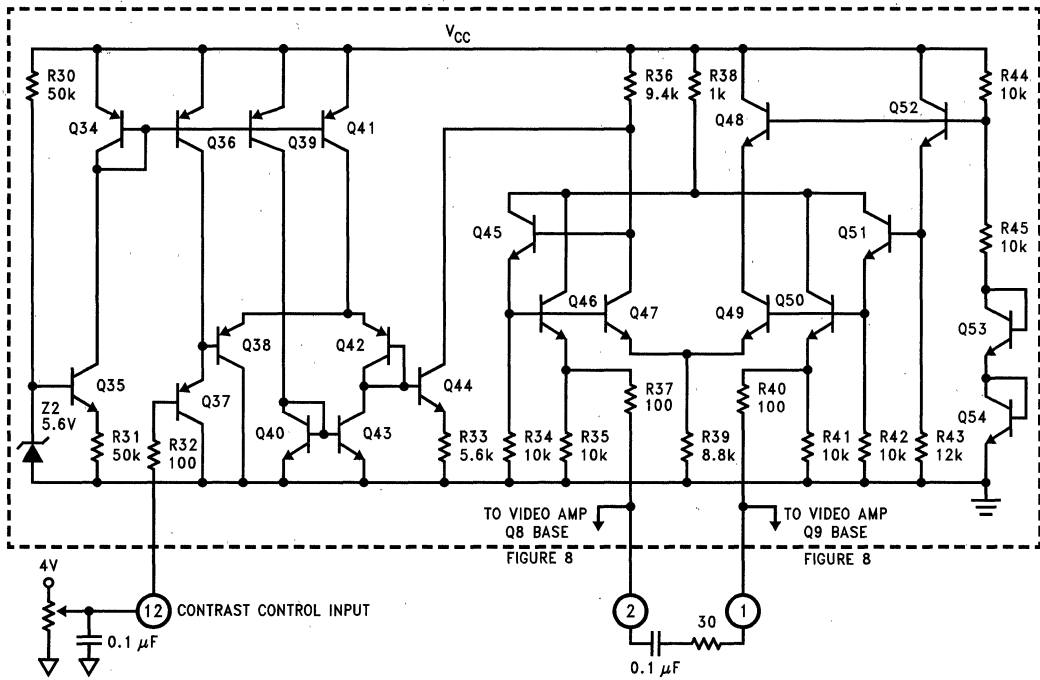 VCC
R30
50k
R36
9.4k
R38
1k
R44
10k
Q34
Q36
Q39
Q41
Q48
Q52
Q45
Q51
R45
10k
Q46
Q47
Q49
Q50
Q53
Q38
Q42
Q35
Q37
Q44
R37
100
R40
100
Q54
Z2
5.6V
R31
50k
R32
100
Q40
Q43
R33
5.6k
R34
10k
R35
10k
R39
8.8k
R41
10k
R42
10k
R43
12k
TO VIDEO AMP
Q8 BASE
TO VIDEO AMP
Q9 BASE
FIGURE 8
FIGURE 8
4V
12
CONTRAST CONTROL INPUT
0.1 µF
2
1
30
0.1 µF